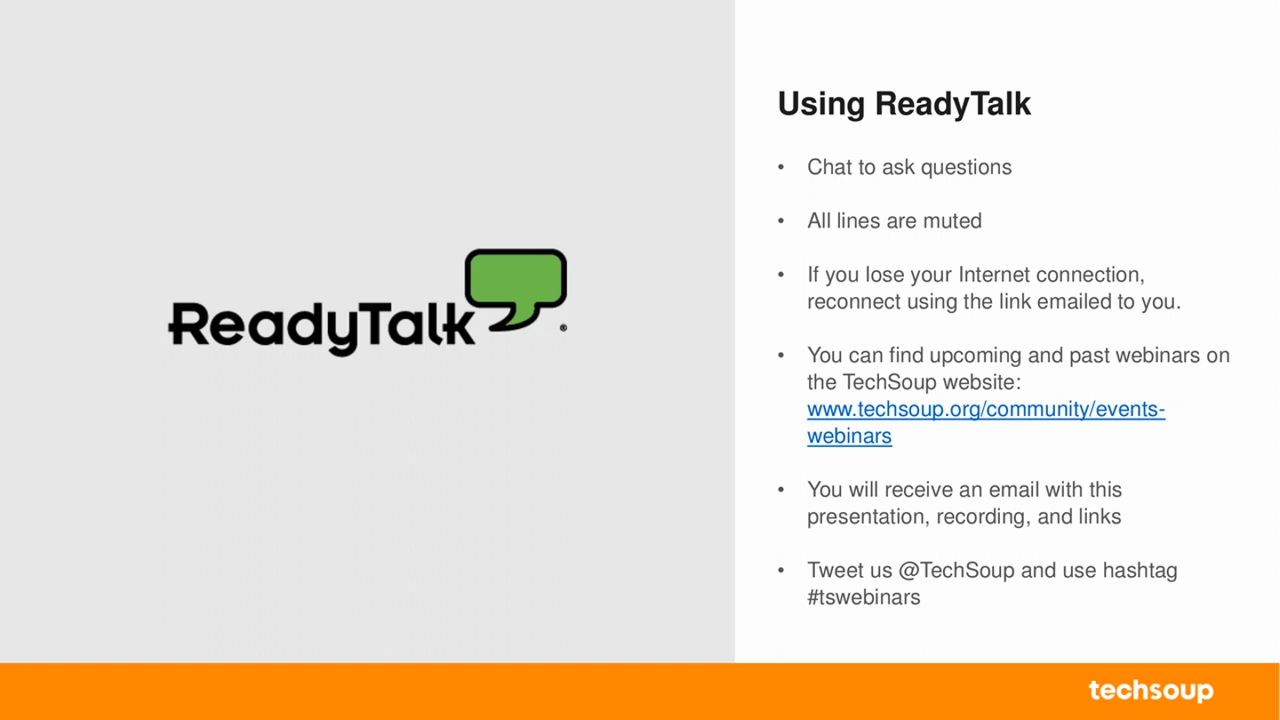 ReadyTalk
®
Using ReadyTalk
• Chat to ask questions
• All lines are muted
• If you lose your Internet connection,
reconnect using the link emailed to you.
• You can find upcoming and past webinars on
the TechSoup website:
www.techsoup.org/community/events-
webinars
• You will receive an email with this
presentation, recording, and links
• Tweet us @TechSoup and use hashtag
#tswebinars
techsoup